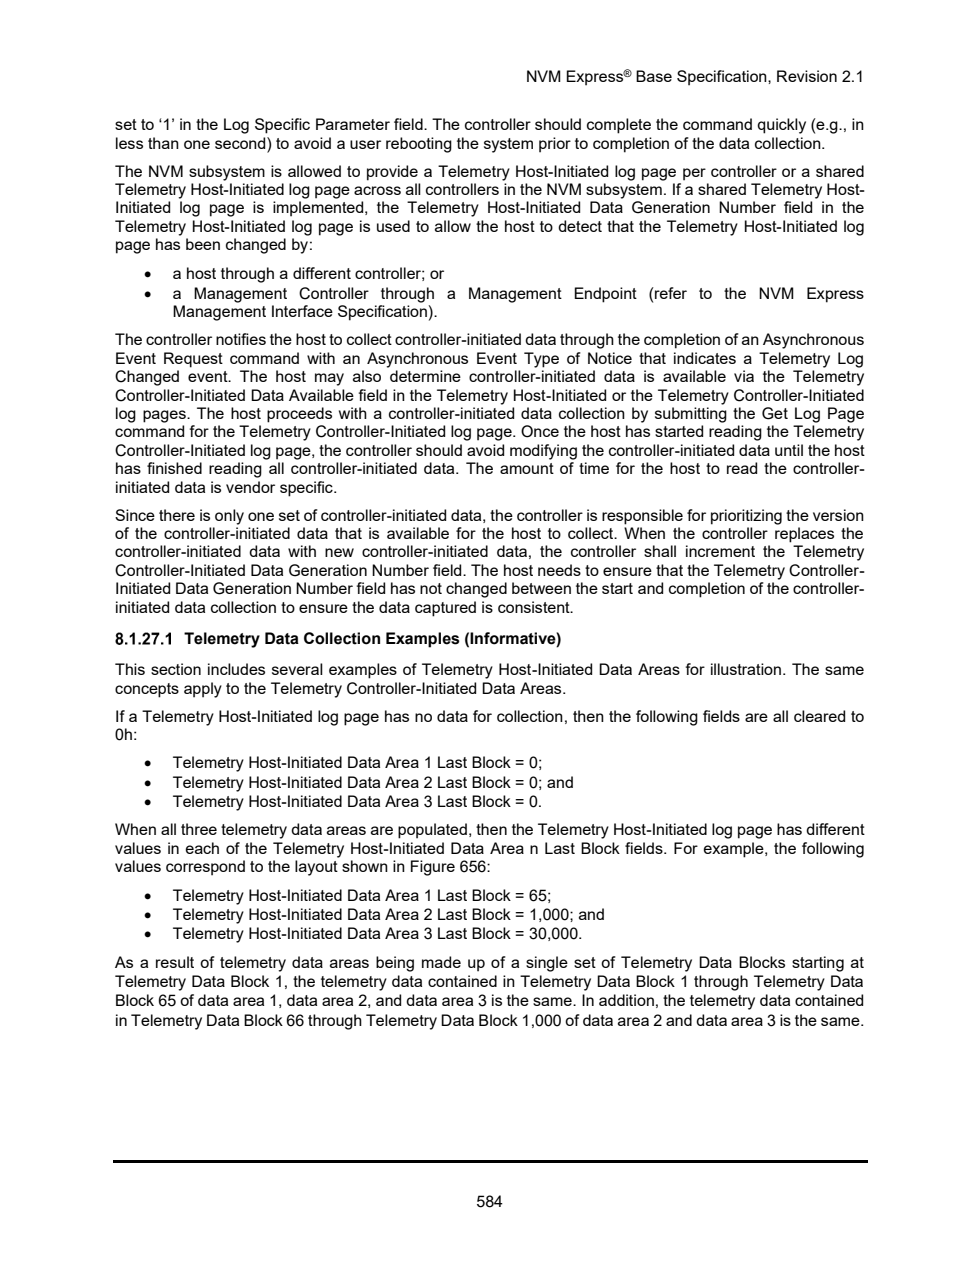 NVM Express® Base Specification, Revision 2.1
set to ‘1’ in the Log Specific Parameter field. The controller should complete the command quickly (e.g., in
less than one second) to avoid a user rebooting the system prior to completion of the data collection.
The NVM subsystem is allowed to provide a Telemetry Host-Initiated log page per controller or a shared
Telemetry Host-Initiated log page across all controllers in the NVM subsystem. If a shared Telemetry Host-
Initiated log page is implemented, the Telemetry Host-Initiated Data Generation Number field in the
Telemetry Host-Initiated log page is used to allow the host to detect that the Telemetry Host-Initiated log
page has been changed by:
• a host through a different controller; or
• a Management Controller through a Management Endpoint (refer to the NVM Express
Management Interface Specification).
The controller notifies the host to collect controller-initiated data through the completion of an Asynchronous
Event Request command with an Asynchronous Event Type of Notice that indicates a Telemetry Log
Changed event. The host may also determine controller-initiated data is available via the Telemetry
Controller-Initiated Data Available field in the Telemetry Host-Initiated or the Telemetry Controller-Initiated
log pages. The host proceeds with a controller-initiated data collection by submitting the Get Log Page
command for the Telemetry Controller-Initiated log page. Once the host has started reading the Telemetry
Controller-Initiated log page, the controller should avoid modifying the controller-initiated data until the host
has finished reading all controller-initiated data. The amount of time for the host to read the controller-
initiated data is vendor specific.
Since there is only one set of controller-initiated data, the controller is responsible for prioritizing the version
of the controller-initiated data that is available for the host to collect. When the controller replaces the
controller-initiated data with new controller-initiated data, the controller shall increment the Telemetry
Controller-Initiated Data Generation Number field. The host needs to ensure that the Telemetry Controller-
Initiated Data Generation Number field has not changed between the start and completion of the controller-
initiated data collection to ensure the data captured is consistent.
8.1.27.1 Telemetry Data Collection Examples (Informative)
This section includes several examples of Telemetry Host-Initiated Data Areas for illustration. The same
concepts apply to the Telemetry Controller-Initiated Data Areas.
If a Telemetry Host-Initiated log page has no data for collection, then the following fields are all cleared to
0h:
• Telemetry Host-Initiated Data Area 1 Last Block = 0;
• Telemetry Host-Initiated Data Area 2 Last Block = 0; and
• Telemetry Host-Initiated Data Area 3 Last Block = 0.
When all three telemetry data areas are populated, then the Telemetry Host-Initiated log page has different
values in each of the Telemetry Host-Initiated Data Area n Last Block fields. For example, the following
values correspond to the layout shown in Figure 656:
• Telemetry Host-Initiated Data Area 1 Last Block = 65;
• Telemetry Host-Initiated Data Area 2 Last Block = 1,000; and
• Telemetry Host-Initiated Data Area 3 Last Block = 30,000.
As a result of telemetry data areas being made up of a single set of Telemetry Data Blocks starting at
Telemetry Data Block 1, the telemetry data contained in Telemetry Data Block 1 through Telemetry Data
Block 65 of data area 1, data area 2, and data area 3 is the same. In addition, the telemetry data contained
in Telemetry Data Block 66 through Telemetry Data Block 1,000 of data area 2 and data area 3 is the same.
584